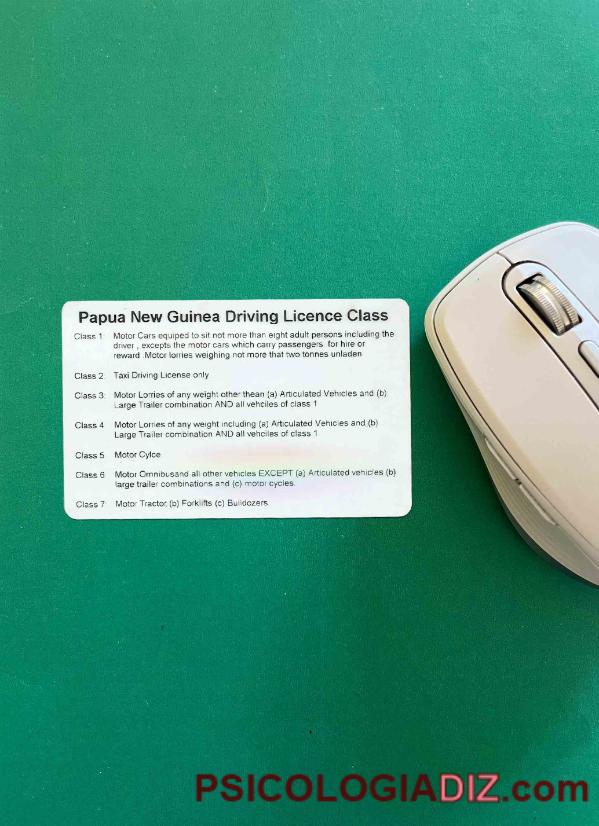 Papua New Guinea Driving Licence Class
Class 1: Motor Cars equiped to sit not more than eight adult persons including the
driver , excepts the motor cars which carry passengers for hire or
reward .Motor lorries weighing not more that two tonnes unladen
Class 2: Taxi Driving License only
Class 3: Motor Lorries of any weight other thean (a) Articulated Vehicles and (b)
Large Trailer combination AND all vehciles of class 1
Class 4 Motor Lorries of any weight including (a) Articulated Vehicles and (b)
Large Trailer combination AND all vehciles of class 1
Class 5 Motor Cylce
Class 6 Motor Omnibusand all other vehicles EXCEPT (a) Articulated vehicles (b)
large trailer combinations and (c) motor cycles.
Class 7: Motor Tractor (b) Forklifts (c) Bulldozers
PSICOLOGIADIZ.com